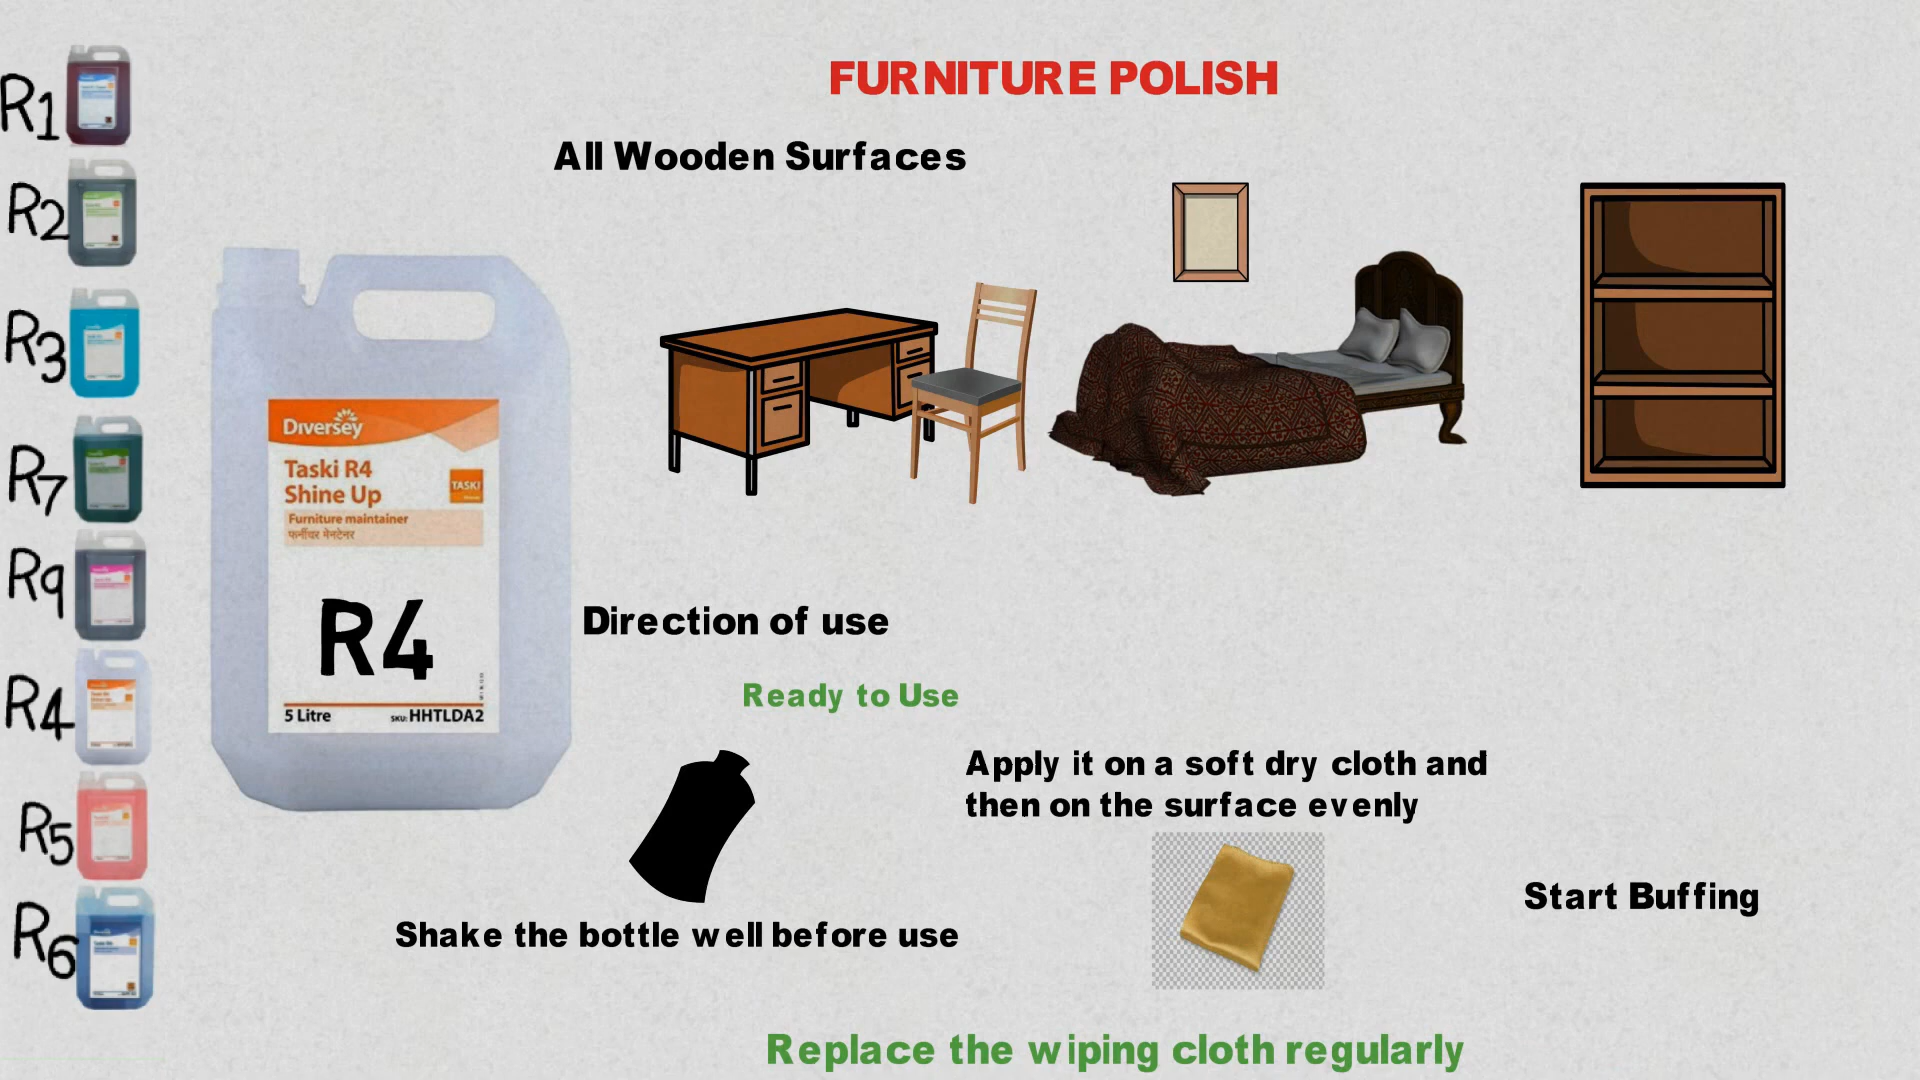 FURNITURE POLISH
All Wooden Surfaces
R1
R2
R3
R7
R9
R4
R5
R6
Diversey
Taski R4
Shine Up
TASKI
Furniture maintainer
फर्नीचर मेनटेनर
R4
5 Litre
SKU: HHTLDA2
Direction of use
Ready to Use
Shake the bottle well before use
Apply it on a soft dry cloth and
then on the surface evenly
Start Buffing
Replace the wiping cloth regularly